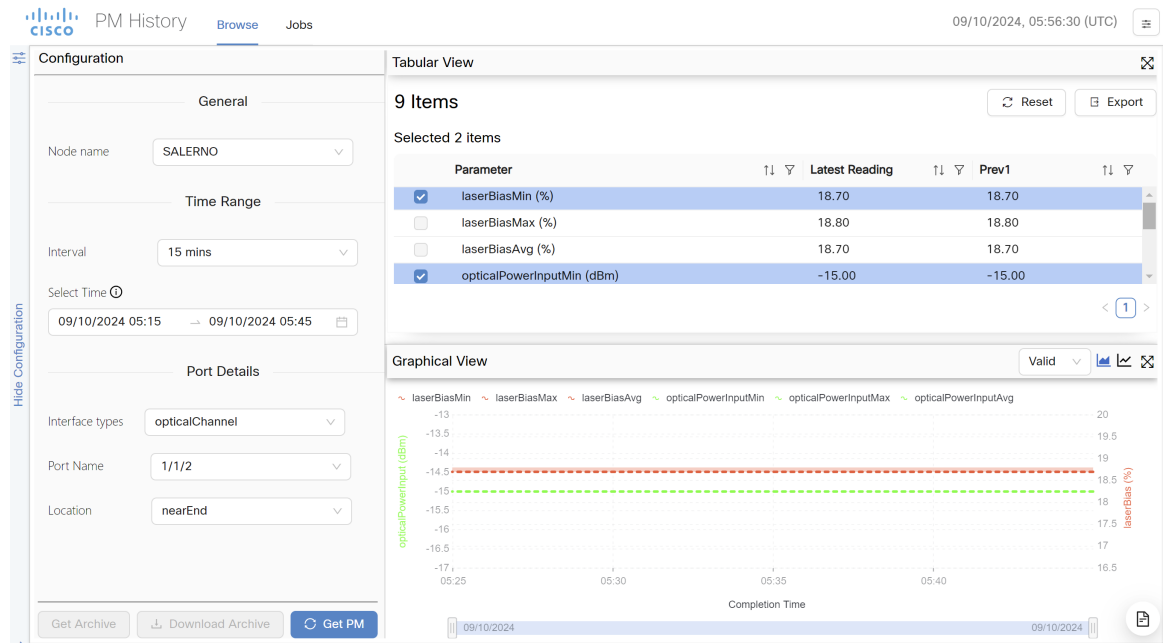 CISCO PM History Browse Jobs 09/10/2024, 05:56:30 (UTC)
Hide Configuration
Configuration
General
Node name SALERNO
Time Range
Interval 15 mins
Select Time
09/10/2024 05:15 → 09/10/2024 05:45
Port Details
Interface types opticalChannel
Port Name 1/1/2
Location nearEnd
Get Archive Download Archive Get PM
Tabular View
9 Items Reset Export
Selected 2 items
Parameter Latest Reading Prev1
laserBiasMin (%) 18.70 18.70
laserBiasMax (%) 18.80 18.80
laserBiasAvg (%) 18.70 18.70
opticalPowerInputMin (dBm) -15.00 -15.00
< 1 >
Graphical View Valid
laserBiasMin laserBiasMax laserBiasAvg opticalPowerInputMin opticalPowerInputMax opticalPowerInputAvg
opticalPowerInput (dBm)
-13
-13.5
-14
-14.5
-15
-15.5
-16
-16.5
-17
20
19.5
19
18.5
18
17.5
17
16.5
laserBias (%)
05:25 05:30 05:35 05:40
Completion Time
09/10/2024 09/10/2024